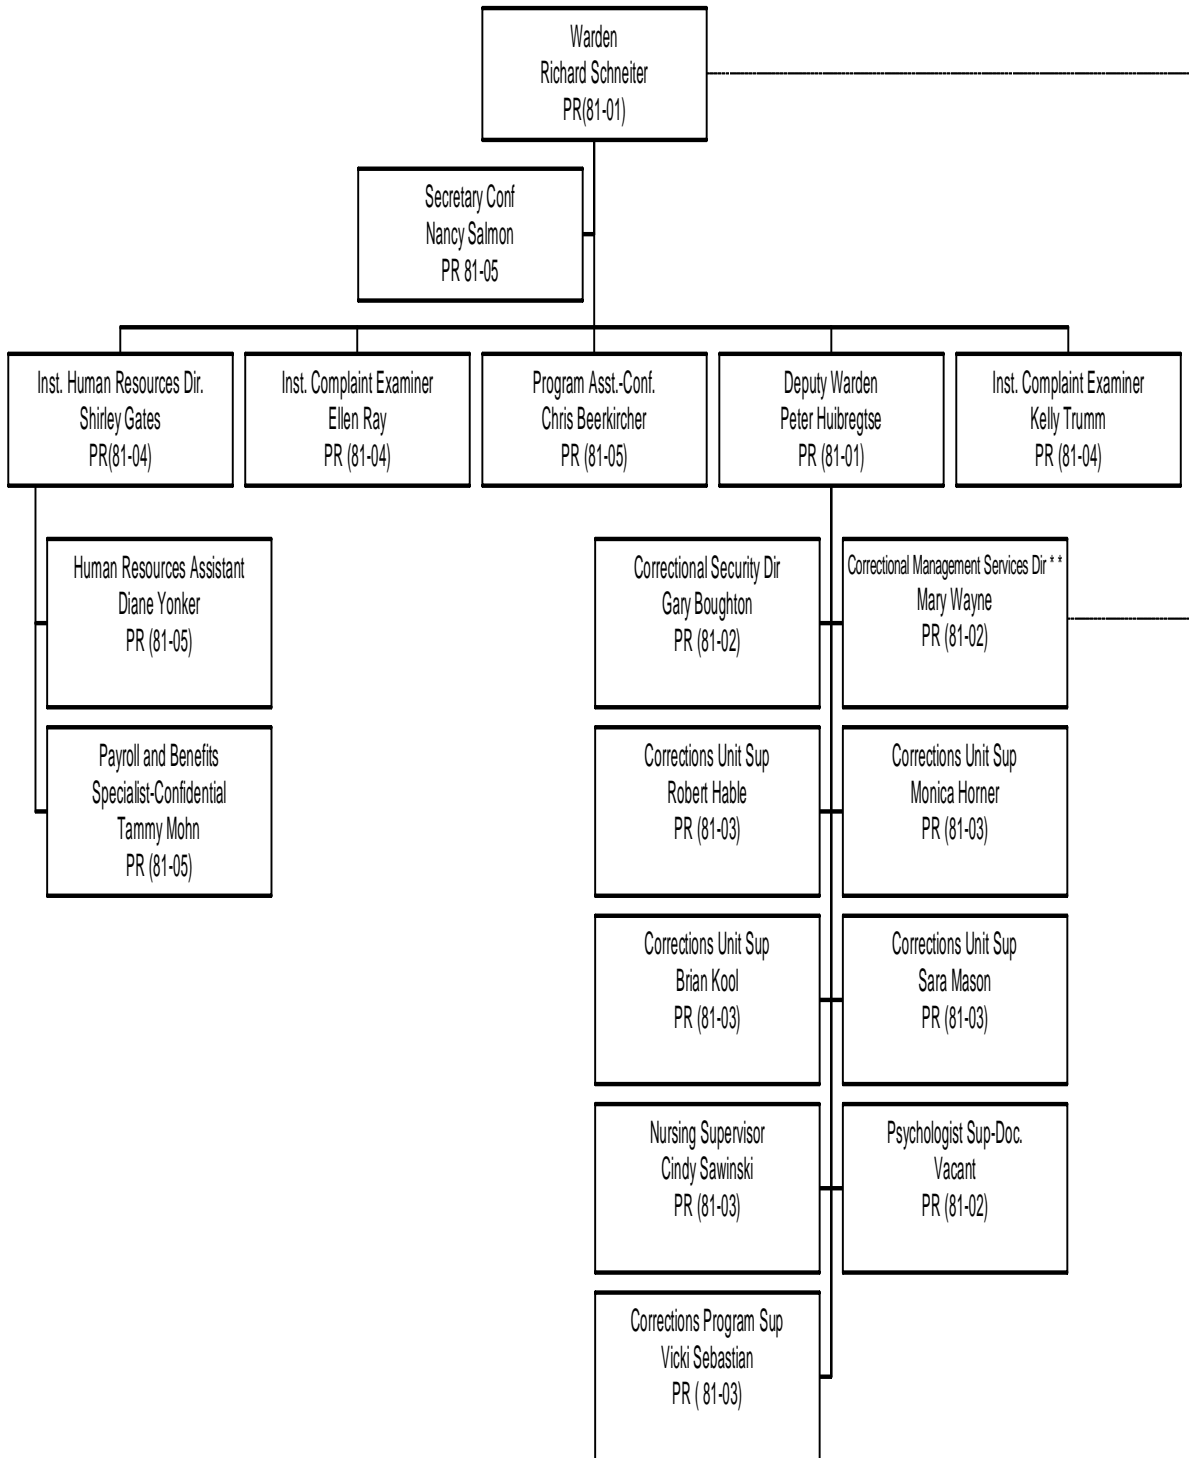 Warden
Richard Schneiter
PR(81-01)
Secretary Conf
Nancy Salmon
PR 81-05
Inst. Human Resources Dir.
Shirley Gates
PR(81-04)
Inst. Complaint Examiner
Ellen Ray
PR (81-04)
Program Asst.-Conf.
Chris Beerkircher
PR (81-05)
Deputy Warden
Peter Huibregtse
PR (81-01)
Inst. Complaint Examiner
Kelly Trumm
PR (81-04)
Human Resources Assistant
Diane Yonker
PR (81-05)
Payroll and Benefits
Specialist-Confidential
Tammy Mohn
PR (81-05)
Correctional Security Dir
Gary Boughton
PR (81-02)
Correctional Management Services Dir * *
Mary Wayne
PR (81-02)
Corrections Unit Sup
Robert Hable
PR (81-03)
Corrections Unit Sup
Monica Horner
PR (81-03)
Corrections Unit Sup
Brian Kool
PR (81-03)
Corrections Unit Sup
Sara Mason
PR (81-03)
Nursing Supervisor
Cindy Sawinski
PR (81-03)
Psychologist Sup-Doc.
Vacant
PR (81-02)
Corrections Program Sup
Vicki Sebastian
PR ( 81-03)